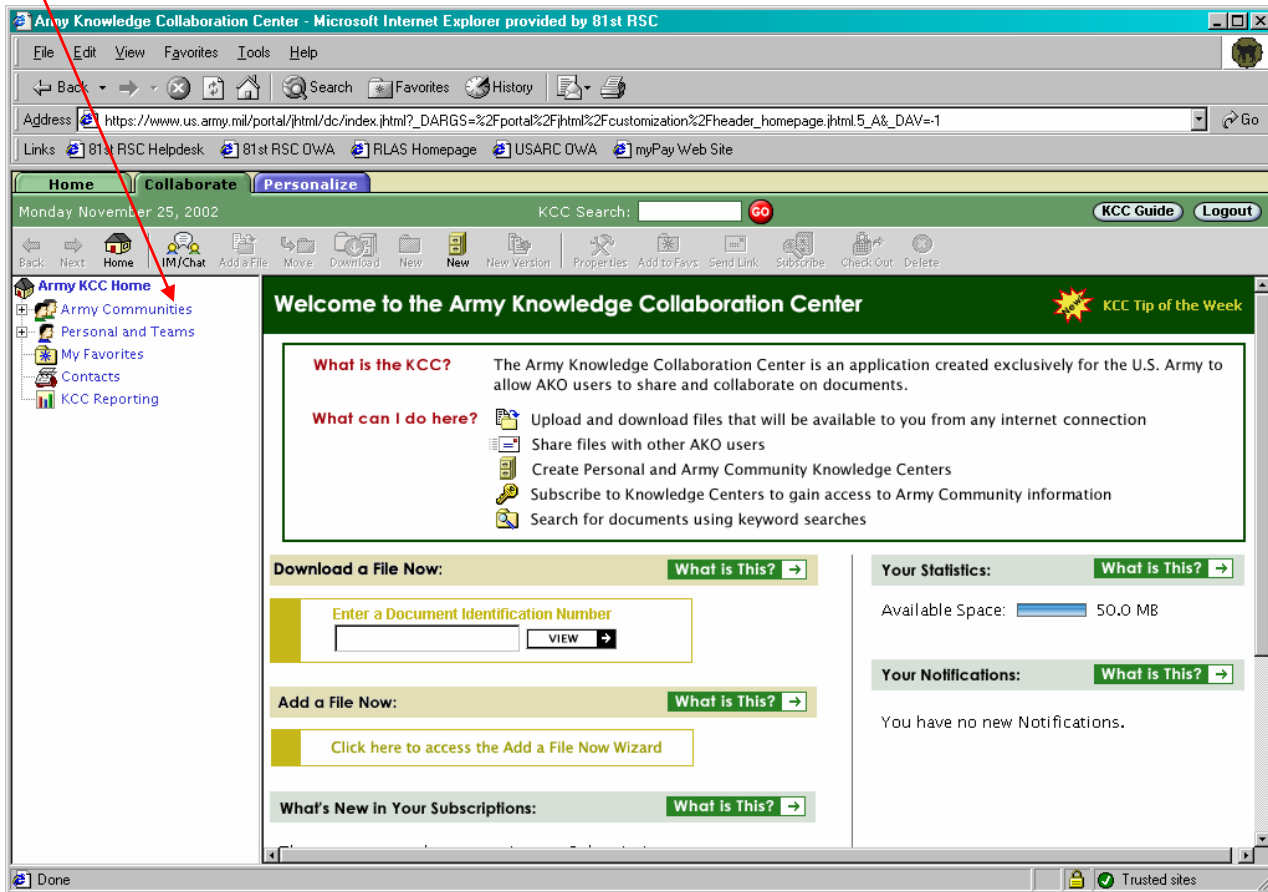 Army Knowledge Collaboration Center - Microsoft Internet Explorer provided by 81st RSC
File Edit View Favorites Tools Help
Back Search Favorites History
Address https://www.us.army.mil/portal/jhtml/dc/index.jhtml?_DARGS=%2Fportal%2Fjhtml%2Fcustomization%2Fheader_homepage.jhtml.5_A&_DAV=-1 Go
Links 81st RSC Helpdesk 81st RSC OWA RLAS Homepage USARC OWA myPay Web Site
Home Collaborate Personalize
Monday November 25, 2002 KCC Search: GO KCC Guide Logout
Back Next Home IM/Chat Add a File Move Download New New New Version Properties Add to Favs Send Link Subscribe Check Out Delete
Army KCC Home
Army Communities
Personal and Teams
My Favorites
Contacts
KCC Reporting
Welcome to the Army Knowledge Collaboration Center New KCC Tip of the Week
What is the KCC? The Army Knowledge Collaboration Center is an application created exclusively for the U.S. Army to
allow AKO users to share and collaborate on documents.
What can I do here? Upload and download files that will be available to you from any internet connection
Share files with other AKO users
Create Personal and Army Community Knowledge Centers
Subscribe to Knowledge Centers to gain access to Army Community information
Search for documents using keyword searches
Download a File Now: What is This?
Enter a Document Identification Number
VIEW
Add a File Now: What is This?
Click here to access the Add a File Now Wizard
What's New in Your Subscriptions: What is This?
Your Statistics: What is This?
Available Space: 50.0 MB
Your Notifications: What is This?
You have no new Notifications.
Done Trusted sites